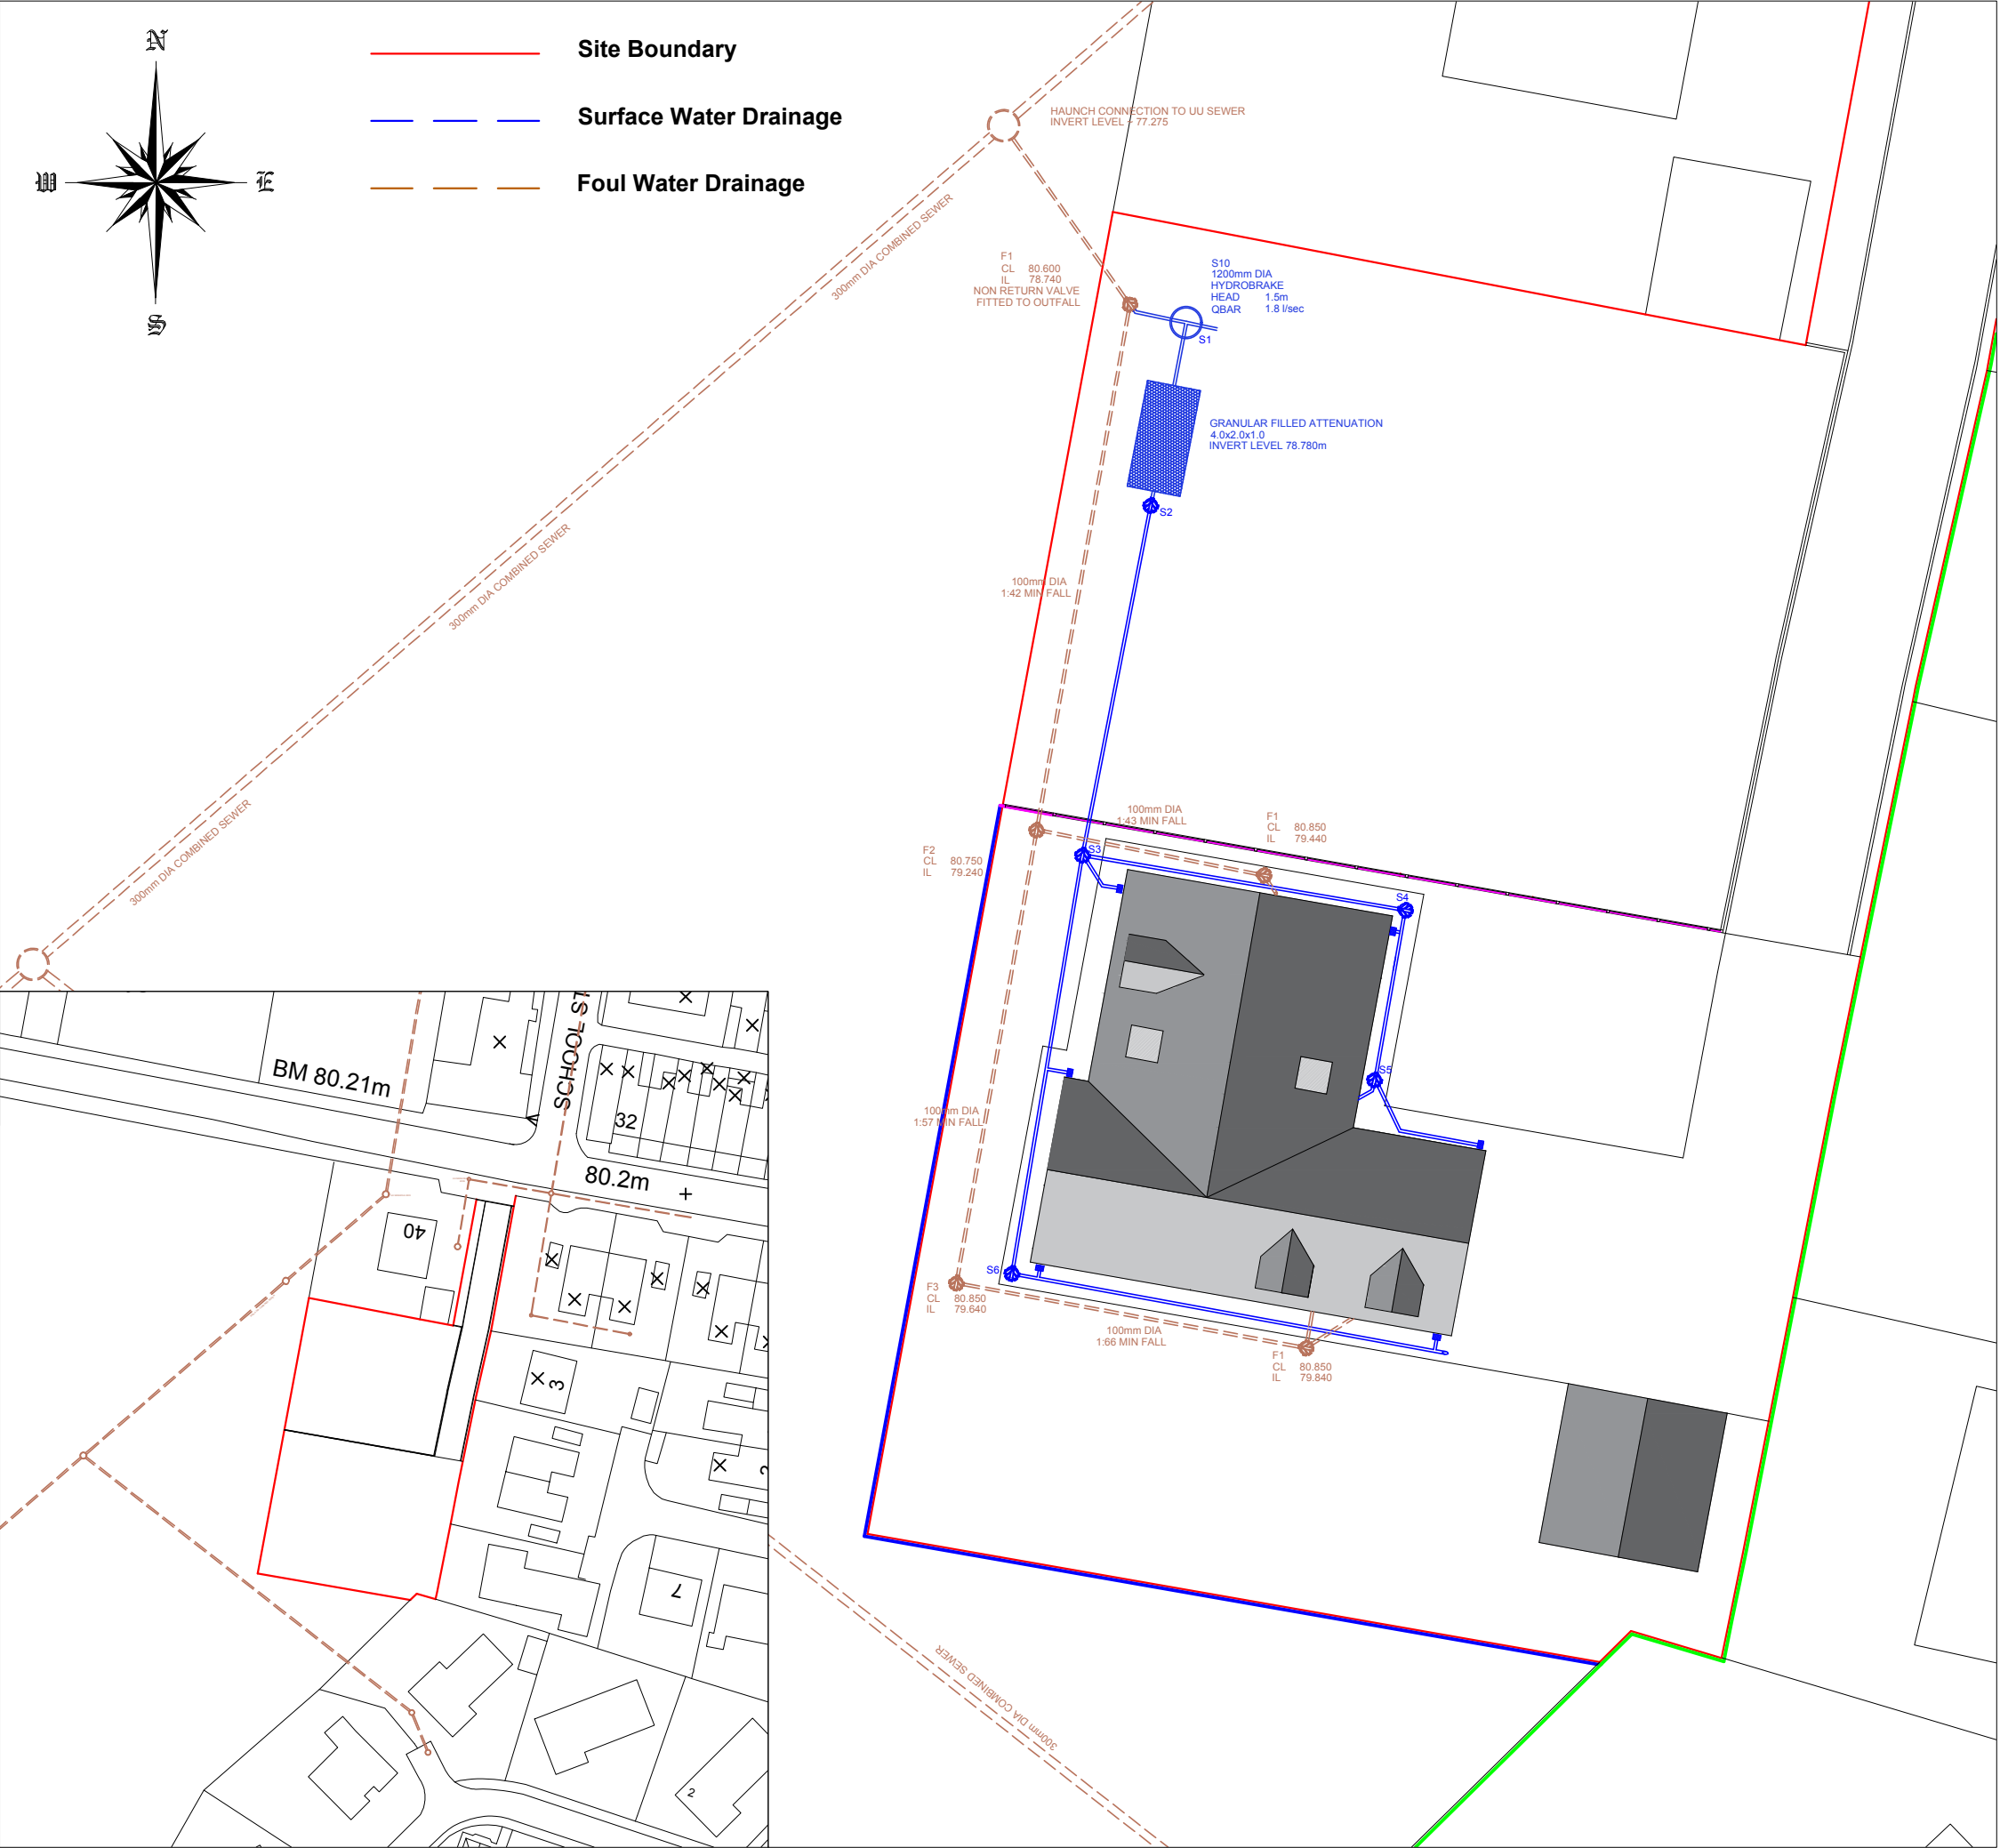 N
W
E
S
Site Boundary
Surface Water Drainage
Foul Water Drainage
HAUNCH CONNECTION TO UU SEWER
INVERT LEVEL - 77.275
300mm DIA COMBINED SEWER
F1
CL 80.600
IL 78.740
NON RETURN VALVE
FITTED TO OUTFALL
S10
1200mm DIA
HYDROBRAKE
HEAD 1.5m
QBAR 1.8 l/sec
S1
GRANULAR FILLED ATTENUATION
4.0x2.0x1.0
INVERT LEVEL 78.780m
S2
300mm DIA COMBINED SEWER
100mm DIA
1:42 MIN FALL
300mm DIA COMBINED SEWER
100mm DIA
1:43 MIN FALL
F1
CL 80.850
IL 79.440
F2
CL 80.750
IL 79.240
S3
S4
S5
100mm DIA
1:57 MIN FALL
S6
F3
CL 80.850
IL 79.640
100mm DIA
1:66 MIN FALL
F1
CL 80.850
IL 79.840
300mm DIA COMBINED SEWER
BM 80.21m
SCHOOL S
32
80.2m
40
3
7
2